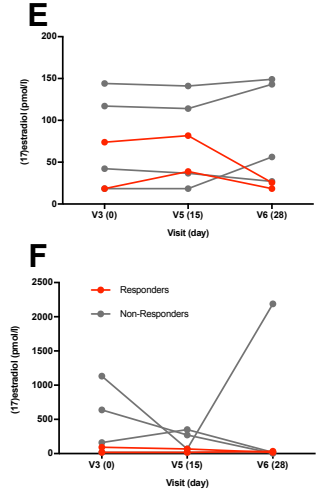 E
200
150
100
50
0
(17)estradiol (pmol/l)
V3 (0) V5 (15) V6 (28)
Visit (day)
F
2500
2000
1500
1000
500
0
(17)estradiol (pmol/l)
Responders
Non-Responders
V3 (0) V5 (15) V6 (28)
Visit (day)